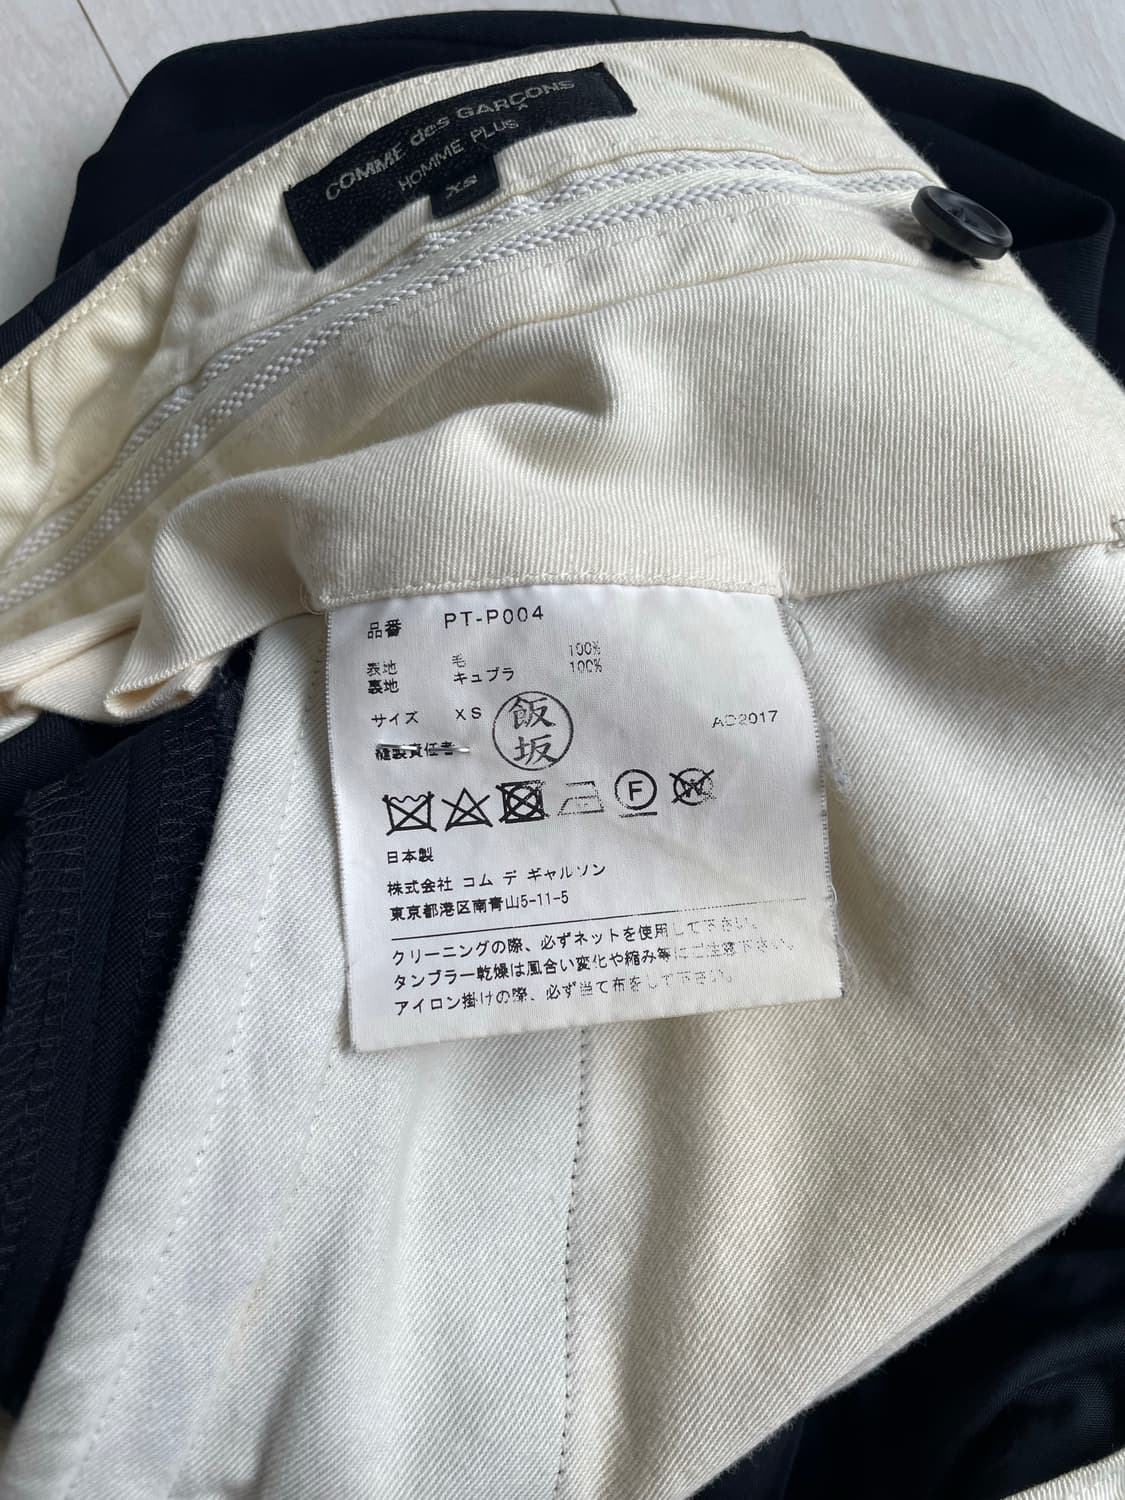 COMME des GARÇONS
HOMME PLUS
XS
品番 PT-P004
表地 毛 100%
裏地 キュプラ 100%
サイズ XS
飯坂
AD2017
縫製責任者
F
W
日本製
株式会社 コム デ ギャルソン
東京都港区南青山5-11-5
クリーニングの際、必ずネットを使用して下さい。
タンブラー乾燥は風合い変化や縮み等にご注意下さい。
アイロン掛けの際、必ず当て布をして下さい。